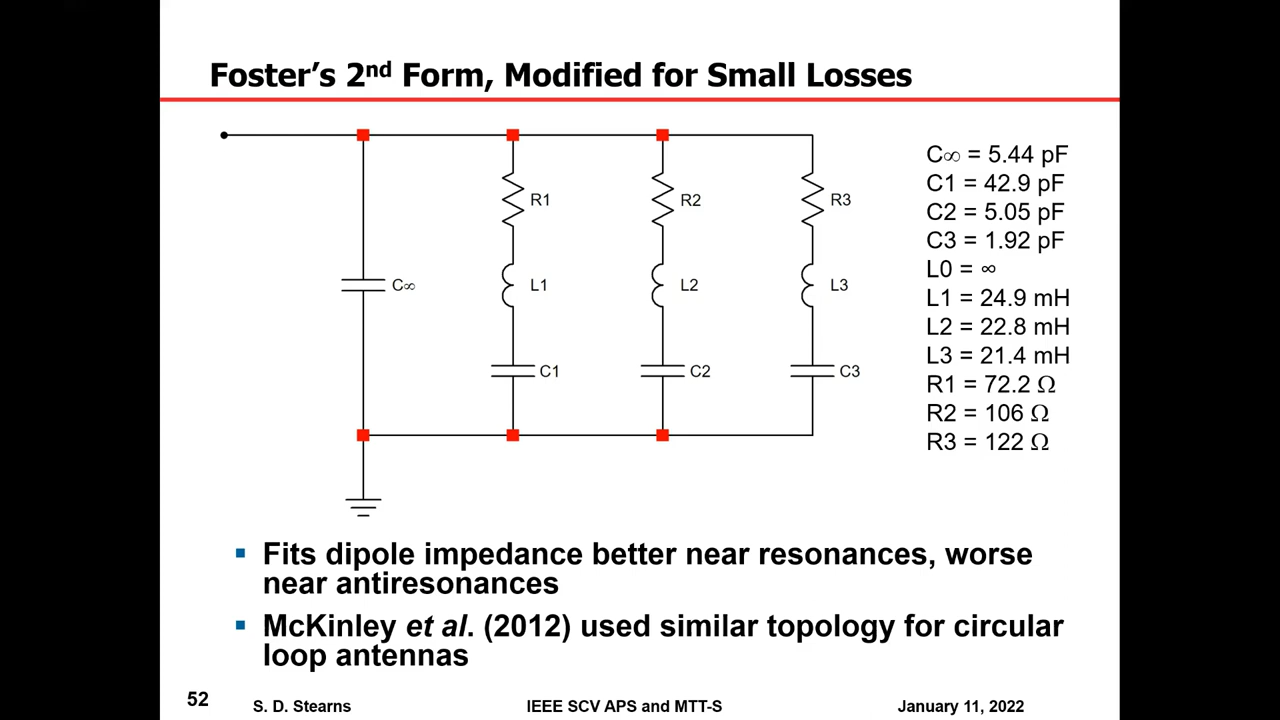 Foster’s 2nd Form, Modified for Small Losses
C∞ = 5.44 pF
C1 = 42.9 pF
C2 = 5.05 pF
C3 = 1.92 pF
L0 = ∞
L1 = 24.9 mH
L2 = 22.8 mH
L3 = 21.4 mH
R1 = 72.2 Ω
R2 = 106 Ω
R3 = 122 Ω
R1 R2 R3
C∞ L1 L2 L3
C1 C2 C3
▪ Fits dipole impedance better near resonances, worse
near antiresonances
▪ McKinley et al. (2012) used similar topology for circular
loop antennas
52 S. D. Stearns IEEE SCV APS and MTT-S January 11, 2022